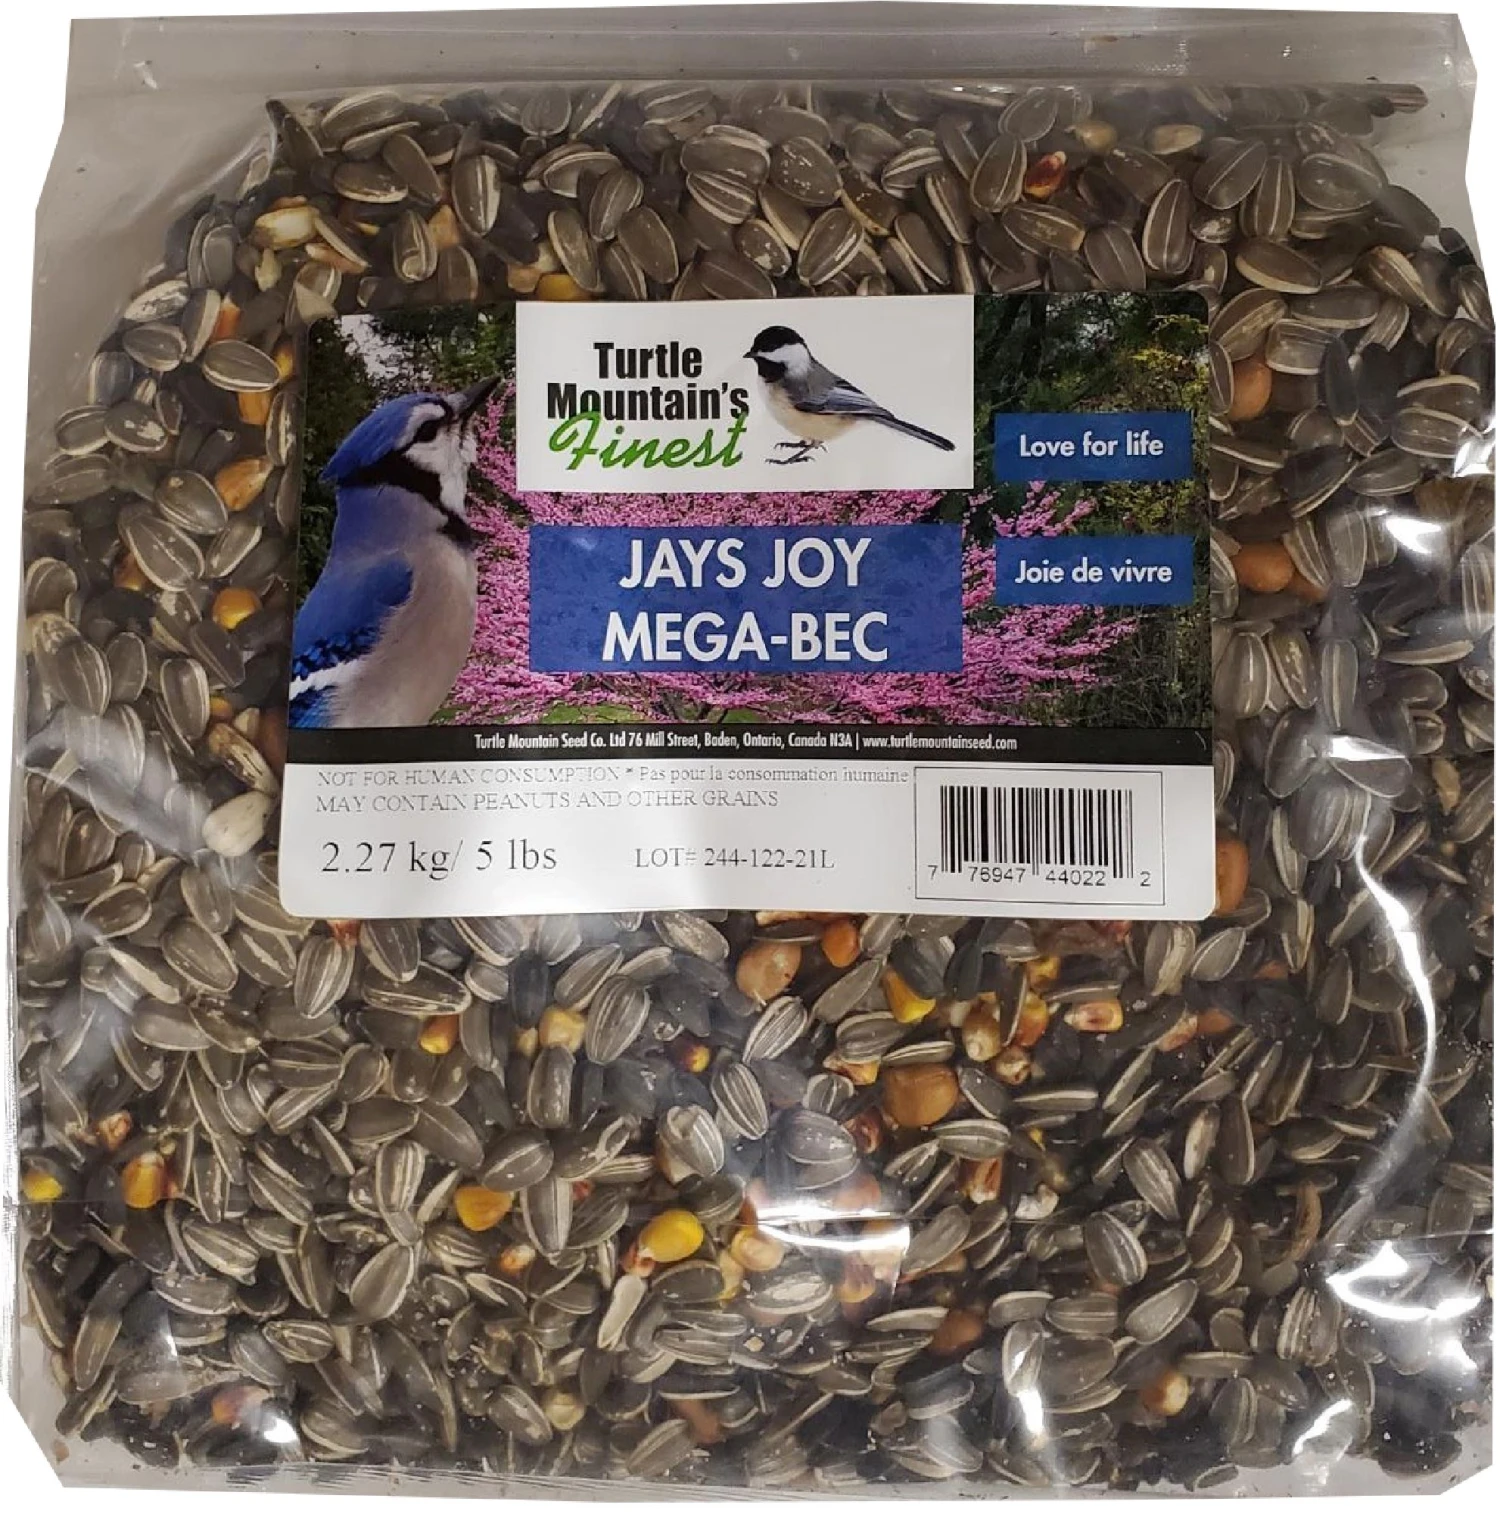 Turtle
Mountain's
Finest
Love for life
JAYS JOY
MEGA-BEC
Joie de vivre
Turtle Mountain Seed Co. Ltd 76 Mill Street, Baden, Ontario, Canada N3A | www.turtlemountainseed.com
NOT FOR HUMAN CONSUMPTION * Pas pour la consommation humaine
MAY CONTAIN PEANUTS AND OTHER GRAINS
2.27 kg/ 5 lbs
LOT# 244-122-21L
7 76947 44022 2